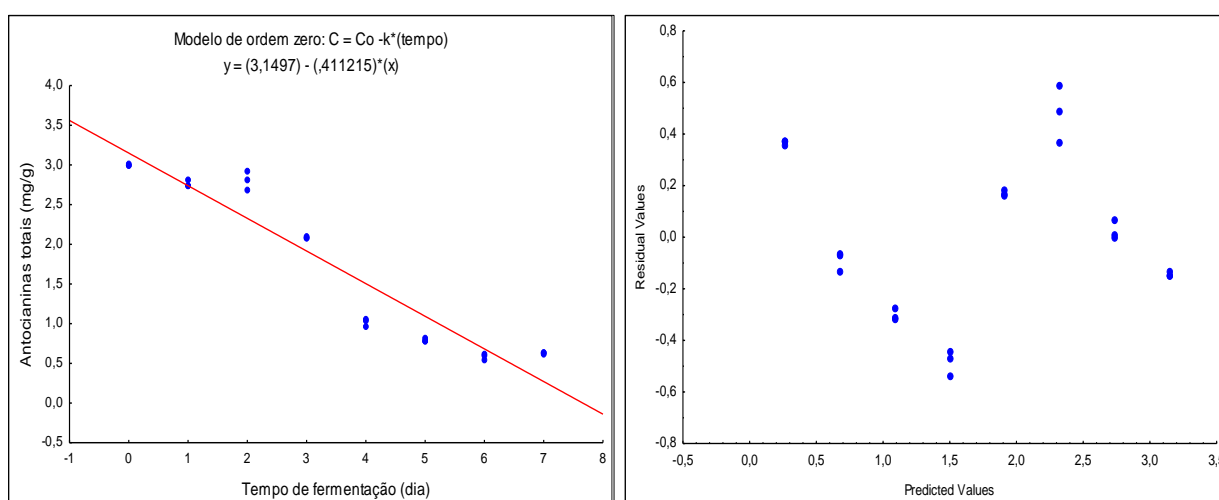 Modelo de ordem zero: C = Co -k*(tempo)
y = (3,1497) - (,411215)*(x)
4,0
3,5
3,0
2,5
2,0
1,5
1,0
0,5
0,0
-0,5
Antocianinas totais (mg/g)
-1 0 1 2 3 4 5 6 7 8
Tempo de fermentação (dia)
0,8
0,6
0,4
0,2
0,0
-0,2
-0,4
-0,6
-0,8
Residual Values
-0,5 0,0 0,5 1,0 1,5 2,0 2,5 3,0 3,5
Predicted Values